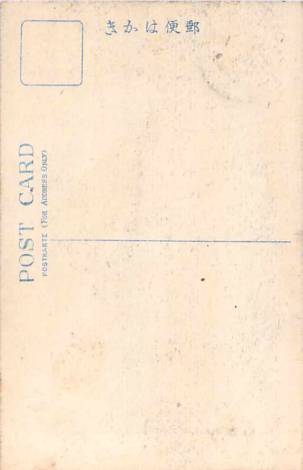 きかは便郵
POST CARD
POSTKARTE (FOR ADDRESS ONLY)